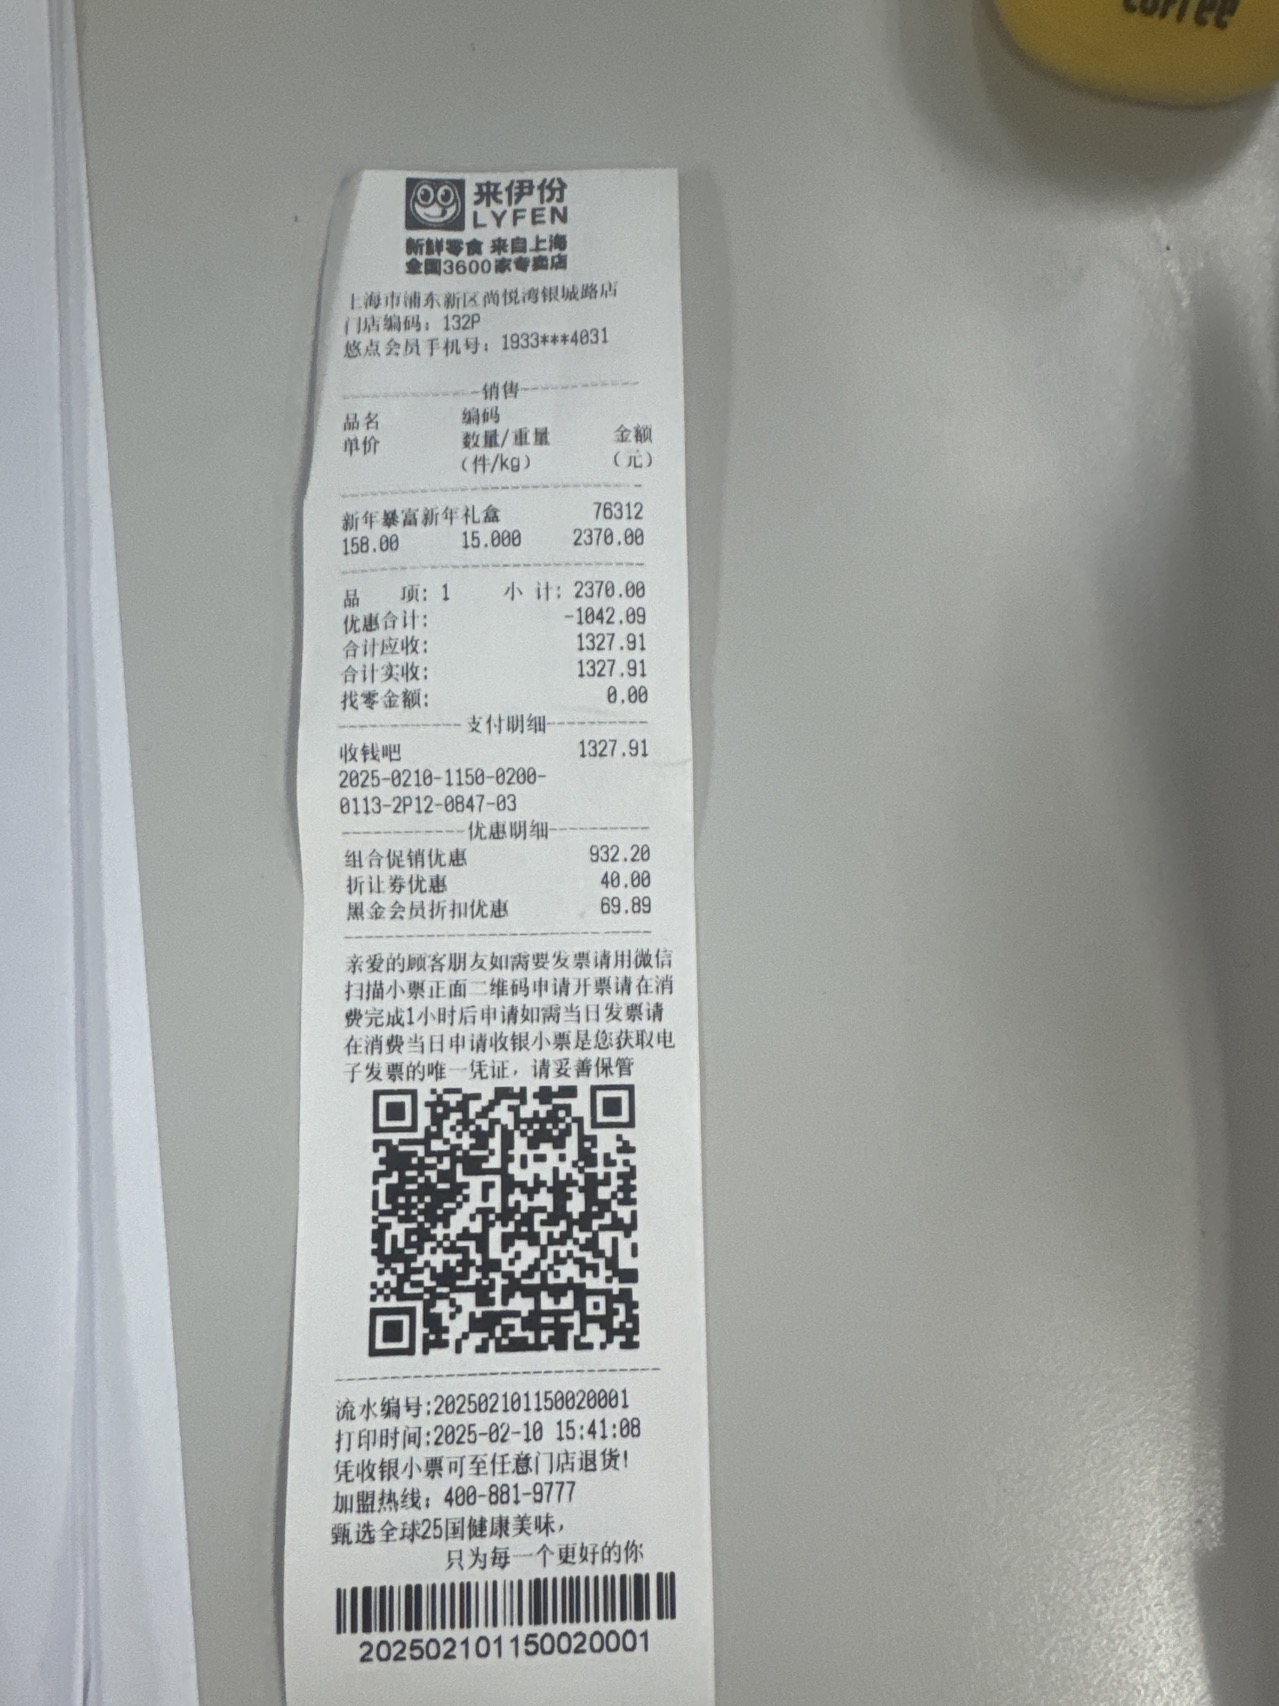 coffee
来伊份
LYFEN
新鲜零食 来自上海
全国3600家专卖店
上海市浦东新区尚悦湾银城路店
门店编码：132P
悠点会员手机号：1933***4031
销售
品名 编码
单价 数量/重量 金额
（件/kg） （元）
新年暴富新年礼盒 76312
158.00 15.000 2370.00
品 项: 1 小 计: 2370.00
优惠合计: -1042.09
合计应收: 1327.91
合计实收: 1327.91
找零金额: 0.00
支付明细
收钱吧 1327.91
2025-0210-1150-0200-
0113-2P12-0847-03
优惠明细
组合促销优惠 932.20
折让券优惠 40.00
黑金会员折扣优惠 69.89
亲爱的顾客朋友如需要发票请用微信
扫描小票正面二维码申请开票请在消
费完成1小时后申请如需当日发票请
在消费当日申请收银小票是您获取电
子发票的唯一凭证，请妥善保管
流水编号:202502101150020001
打印时间:2025-02-10 15:41:08
凭收银小票可至任意门店退货！
加盟热线：400-881-9777
甄选全球25国健康美味，
只为每一个更好的你
202502101150020001